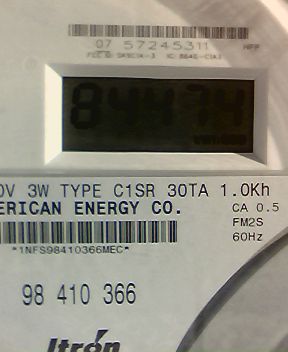 07 57245311
84474
0V 3W TYPE C1SR 30TA 1.0Kh
ERICAN ENERGY CO.
CA 0.5
FM2S
60Hz
*1NFS98410366MEC*
98 410 366
Itron